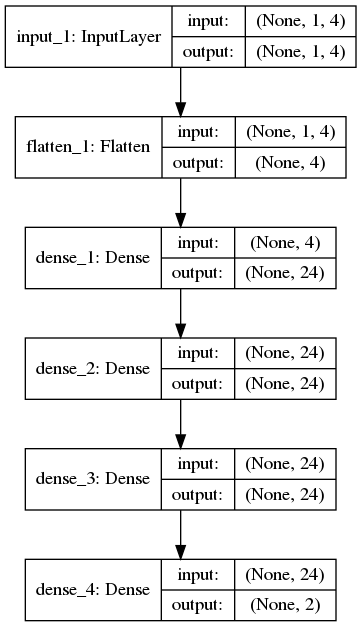 input_1: InputLayer
input: (None, 1, 4)
output: (None, 1, 4)
flatten_1: Flatten
input: (None, 1, 4)
output: (None, 4)
dense_1: Dense
input: (None, 4)
output: (None, 24)
dense_2: Dense
input: (None, 24)
output: (None, 24)
dense_3: Dense
input: (None, 24)
output: (None, 24)
dense_4: Dense
input: (None, 24)
output: (None, 2)